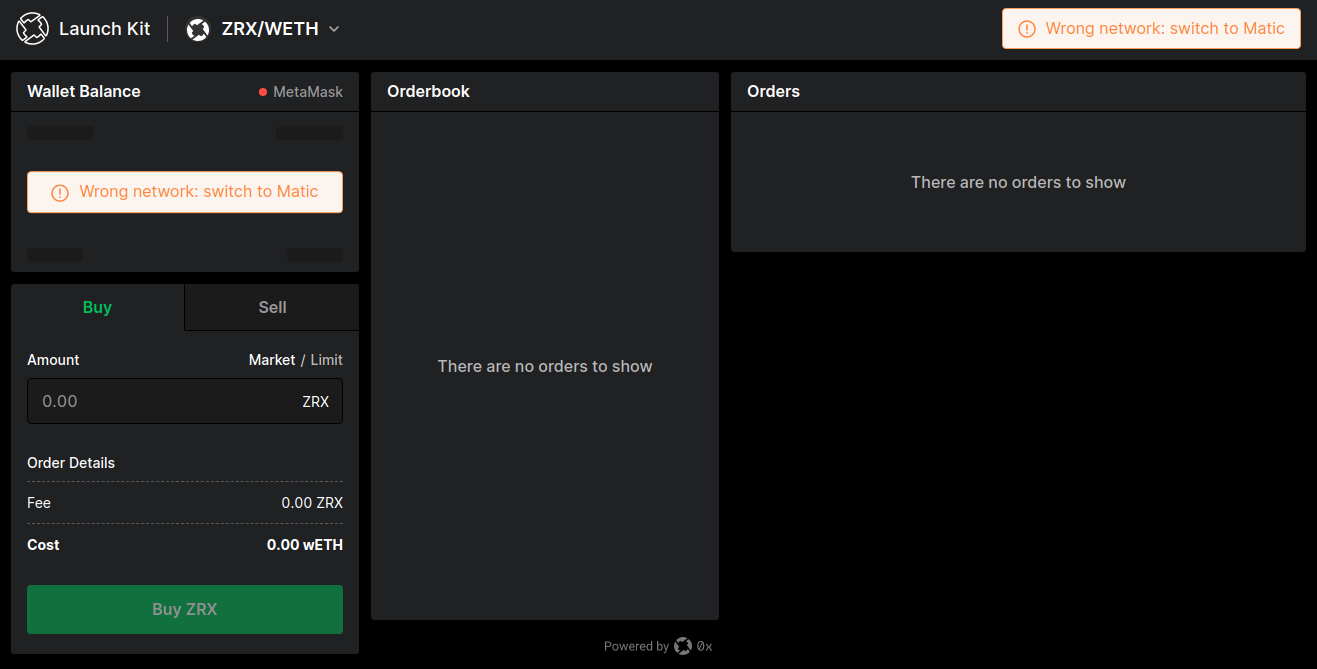 Launch Kit
ZRX/WETH
Wrong network: switch to Matic
Wallet Balance
MetaMask
Wrong network: switch to Matic
Buy
Sell
Amount
Market / Limit
0.00
ZRX
Order Details
Fee
0.00 ZRX
Cost
0.00 wETH
Buy ZRX
Orderbook
There are no orders to show
Powered by 0x
Orders
There are no orders to show